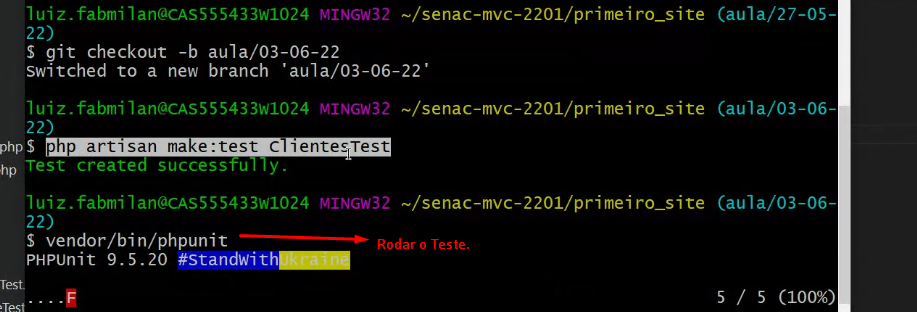 luiz.fabmilan@CAS555433W1024 MINGW32 ~/senac-mvc-2201/primeiro_site (aula/27-05-
22)
$ git checkout -b aula/03-06-22
Switched to a new branch 'aula/03-06-22'
luiz.fabmilan@CAS555433W1024 MINGW32 ~/senac-mvc-2201/primeiro_site (aula/03-06-
22)
php $ php artisan make:test ClientesTest
php Test created successfully.
luiz.fabmilan@CAS555433W1024 MINGW32 ~/senac-mvc-2201/primeiro_site (aula/03-06-
22)
$ vendor/bin/phpunit Rodar o Teste.
PHPUnit 9.5.20 #StandWithUkraine
Test.
....F 5 / 5 (100%)
eTest